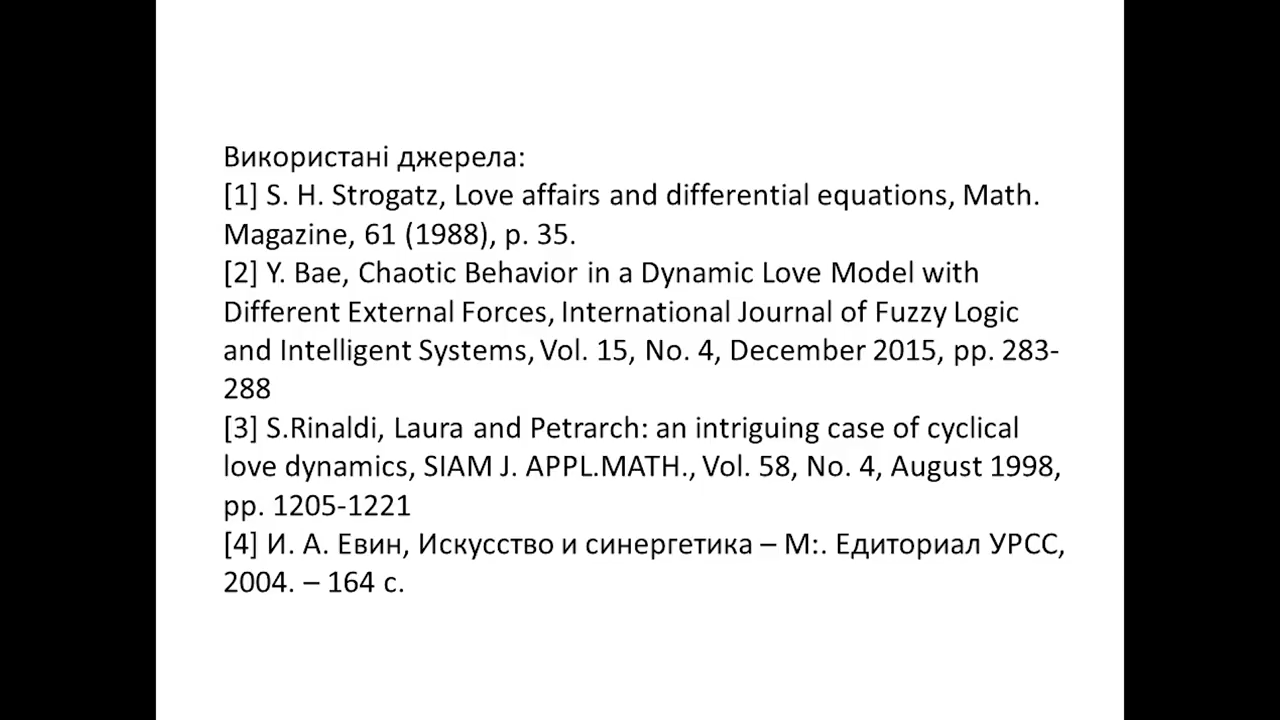 Використані джерела:
[1] S. H. Strogatz, Love affairs and differential equations, Math.
Magazine, 61 (1988), p. 35.
[2] Y. Bae, Chaotic Behavior in a Dynamic Love Model with
Different External Forces, International Journal of Fuzzy Logic
and Intelligent Systems, Vol. 15, No. 4, December 2015, pp. 283-
288
[3] S.Rinaldi, Laura and Petrarch: an intriguing case of cyclical
love dynamics, SIAM J. APPL.MATH., Vol. 58, No. 4, August 1998,
pp. 1205-1221
[4] И. А. Евин, Искусство и синергетика – М:. Едиториал УРСС,
2004. – 164 с.